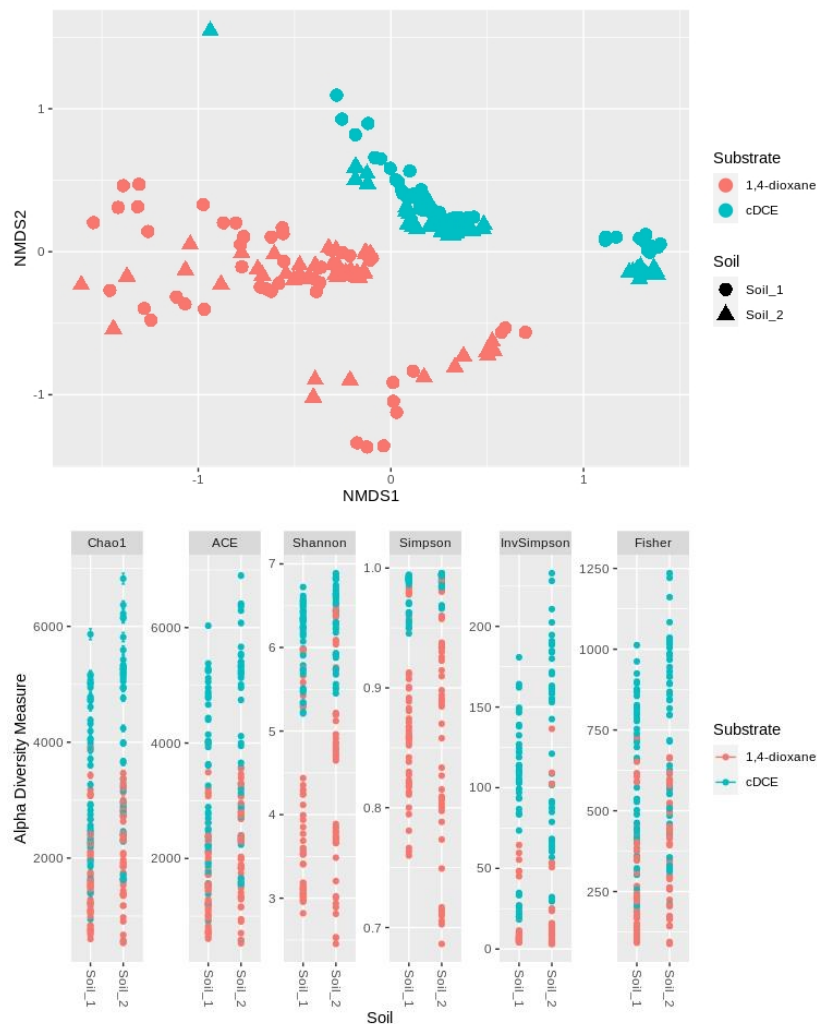 1
0
-1
NMDS2
-1
0
1
NMDS1
Substrate
1,4-dioxane
cDCE
Soil
Soil_1
Soil_2
Chao1
ACE
Shannon
Simpson
InvSimpson
Fisher
6000
4000
2000
6000
4000
2000
7
6
5
4
3
1.0
0.9
0.8
0.7
200
150
100
50
0
1250
1000
750
500
250
Alpha Diversity Measure
Soil_1
Soil_2
Soil_1
Soil_2
Soil_1
Soil_2
Soil_1
Soil_2
Soil_1
Soil_2
Soil_1
Soil_2
Soil
Substrate
1,4-dioxane
cDCE